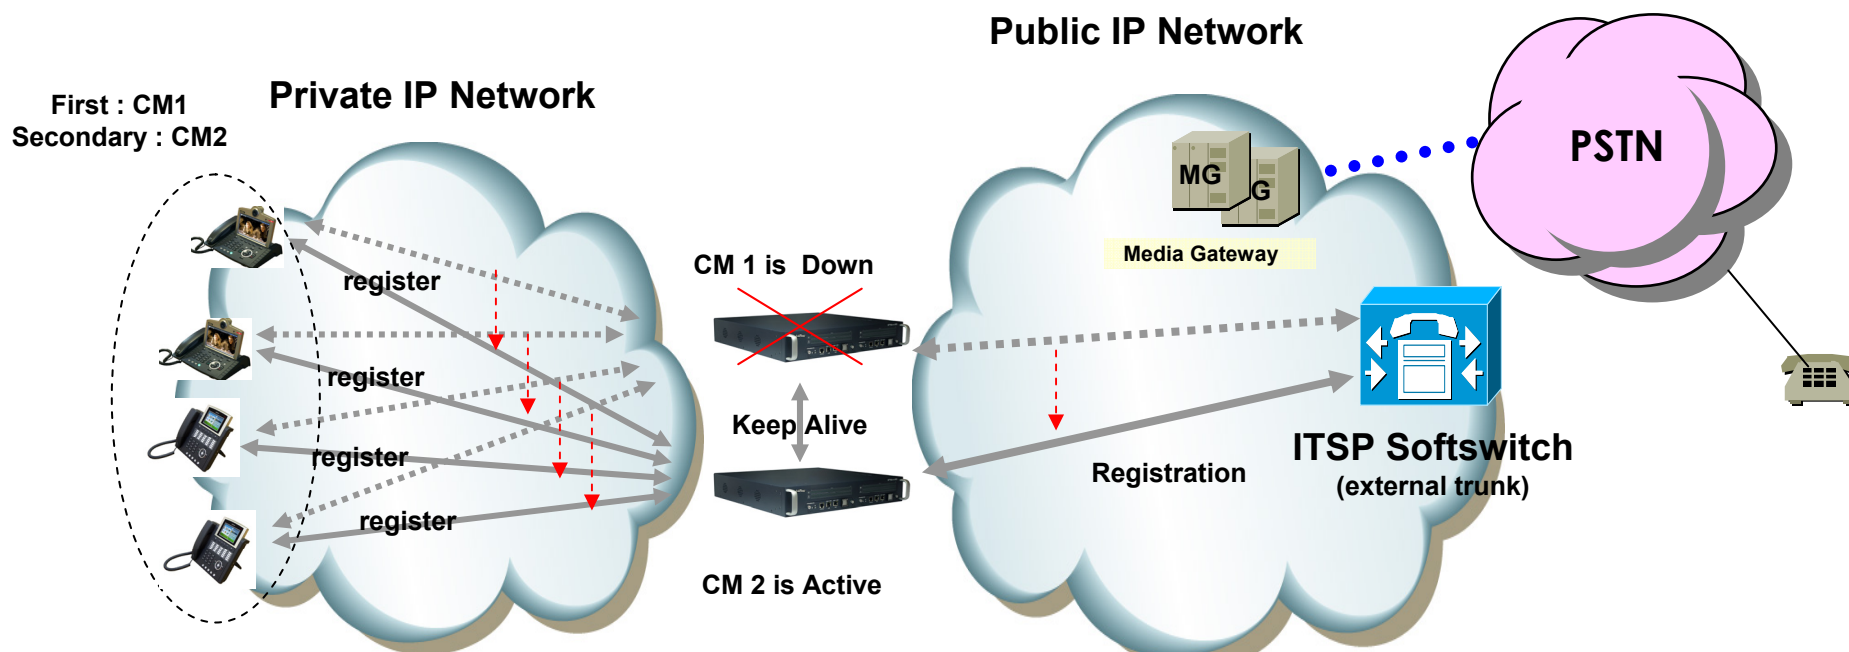 Public IP Network
Private IP Network
First : CM1
Secondary : CM2
PSTN
MG
G
Media Gateway
CM 1 is Down
register
register
register
register
Keep Alive
Registration
ITSP Softswitch
(external trunk)
CM 2 is Active